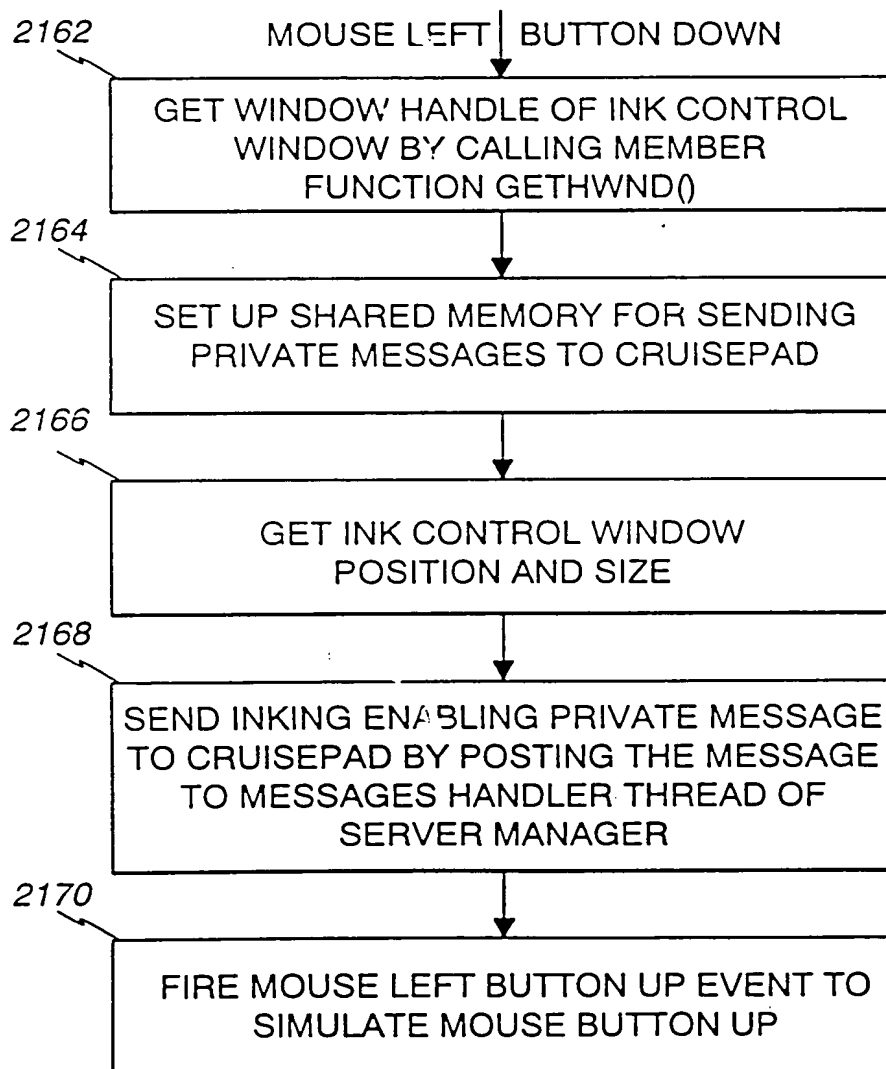 2162
MOUSE LEFT BUTTON DOWN
GET WINDOW HANDLE OF INK CONTROL
WINDOW BY CALLING MEMBER
FUNCTION GETHWND()
2164
SET UP SHARED MEMORY FOR SENDING
PRIVATE MESSAGES TO CRUISEPAD
2166
GET INK CONTROL WINDOW
POSITION AND SIZE
2168
SEND INKING ENABLING PRIVATE MESSAGE
TO CRUISEPAD BY POSTING THE MESSAGE
TO MESSAGES HANDLER THREAD OF
SERVER MANAGER
2170
FIRE MOUSE LEFT BUTTON UP EVENT TO
SIMULATE MOUSE BUTTON UP